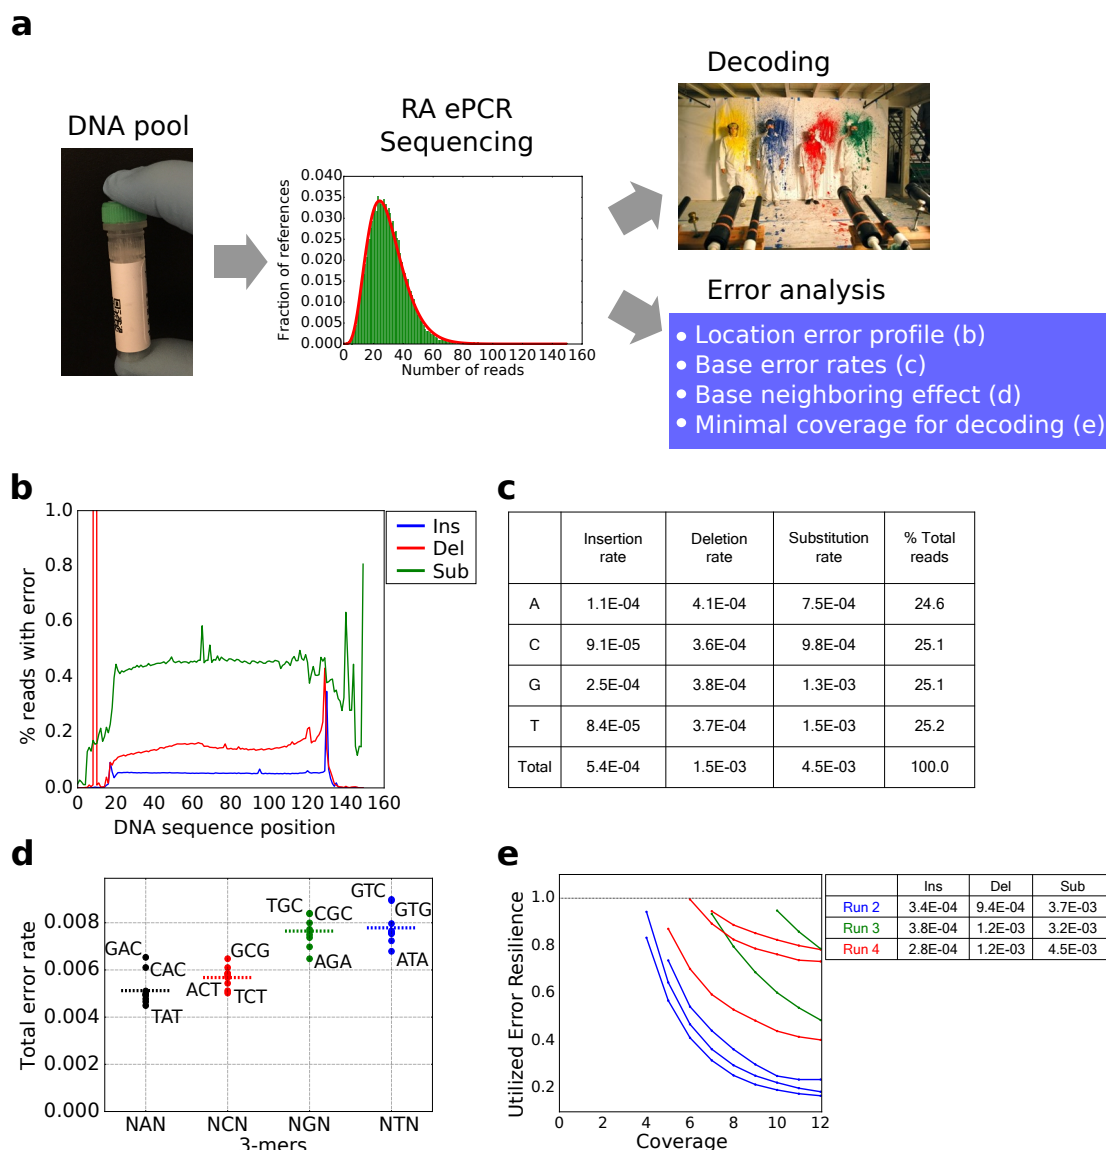 a
DNA pool
RA ePCR
Sequencing
Decoding
Fraction of references
0.040
0.035
0.030
0.025
0.020
0.015
0.010
0.005
0.000
0 20 40 60 80 100 120 140 160
Number of reads
Error analysis
• Location error profile (b)
• Base error rates (c)
• Base neighboring effect (d)
• Minimal coverage for decoding (e)
b
% reads with error
1.0
0.8
0.6
0.4
0.2
0.0
0 20 40 60 80 100 120 140 160
DNA sequence position
Ins
Del
Sub
c
Insertion rate Deletion rate Substitution rate % Total reads
A 1.1E-04 4.1E-04 7.5E-04 24.6
C 9.1E-05 3.6E-04 9.8E-04 25.1
G 2.5E-04 3.8E-04 1.3E-03 25.1
T 8.4E-05 3.7E-04 1.5E-03 25.2
Total 5.4E-04 1.5E-03 4.5E-03 100.0
d
Total error rate
0.008
0.006
0.004
0.002
0.000
GAC
CAC
TAT
GCG
ACT
TCT
TGC
CGC
AGA
GTC
GTG
ATA
NAN NCN NGN NTN
3-mers
e
Utilized Error Resilience
1.0
0.8
0.6
0.4
0.2
0 2 4 6 8 10 12
Coverage
Ins Del Sub
Run 2 3.4E-04 9.4E-04 3.7E-03
Run 3 3.8E-04 1.2E-03 3.2E-03
Run 4 2.8E-04 1.2E-03 4.5E-03